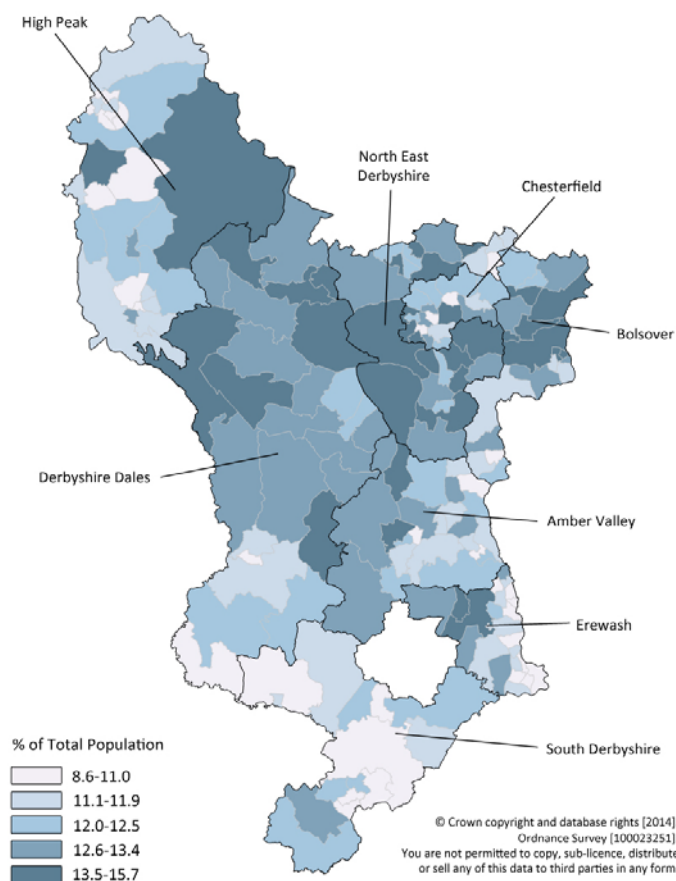 High Peak
North East
Derbyshire
Chesterfield
Bolsover
Derbyshire Dales
Amber Valley
Erewash
South Derbyshire
% of Total Population
8.6-11.0
11.1-11.9
12.0-12.5
12.6-13.4
13.5-15.7
© Crown copyright and database rights [2014]
Ordnance Survey [100023251]
You are not permitted to copy, sub-licence, distribute
or sell any of this data to third parties in any form